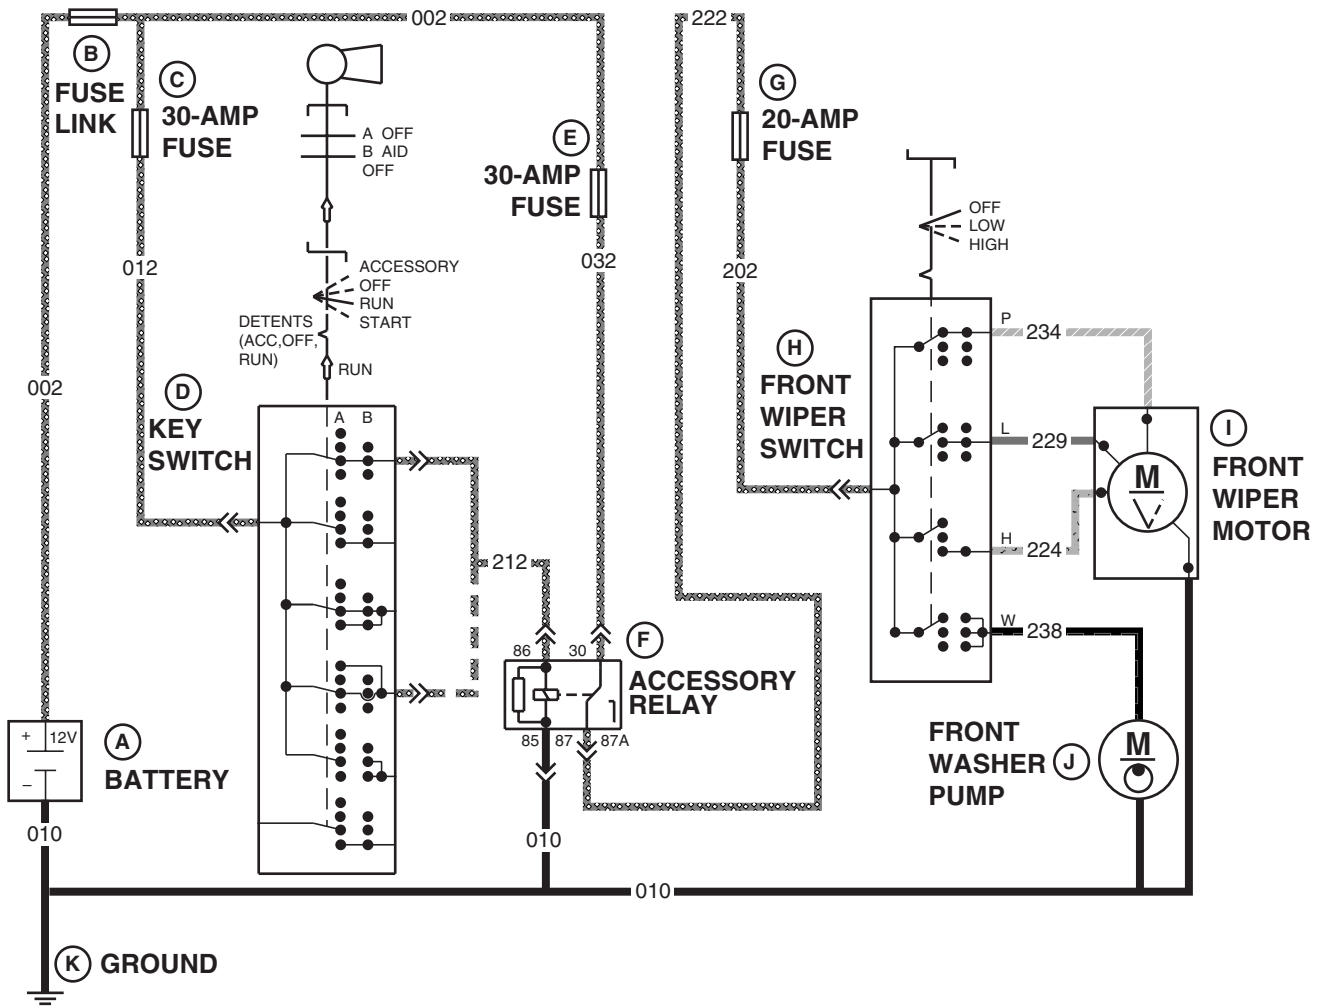 002
222
B
FUSE
LINK
C
30-AMP
FUSE
A OFF
B AID
OFF
E
30-AMP
FUSE
G
20-AMP
FUSE
OFF
LOW
HIGH
012
032
202
ACCESSORY
OFF
RUN
START
DETENTS
(ACC,OFF,
RUN)
RUN
002
D
KEY
SWITCH
A B
H
FRONT
WIPER
SWITCH
P
234
L
229
H
224
W
238
I
FRONT
WIPER
MOTOR
M
212
86 30
F
ACCESSORY
RELAY
85 87 87A
+ 12V
–
A
BATTERY
FRONT
WASHER
PUMP
J
M
010
010
010
K
GROUND